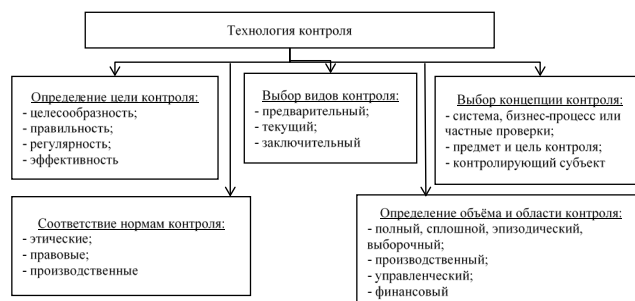 Технология контроля
Определение цели контроля:
- целесообразность;
- правильность;
- регулярность;
- эффективность
Выбор видов контроля:
- предварительный;
- текущий;
- заключительный
Выбор концепции контроля:
- система, бизнес-процесс или
частные проверки;
- предмет и цель контроля;
- контролирующий субъект
Соответствие нормам контроля:
- этические;
- правовые;
- производственные
Определение объёма и области контроля:
- полный, сплошной, эпизодический,
выборочный;
- производственный;
- управленческий;
- финансовый